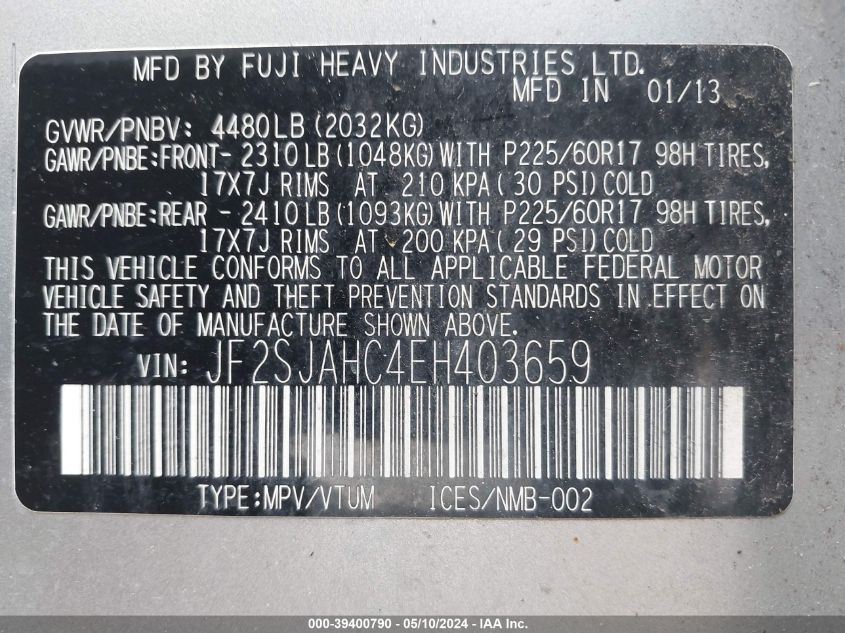 MFD BY FUJI HEAVY INDUSTRIES LTD.
MFD IN 01/13
GVWR/PNBV: 4480LB(2032KG)
GAWR/PNBE:FRONT- 2310LB(1048KG)WITH P225/60R17 98H TIRES,
17X7J RIMS AT 210 KPA(30 PSI)COLD
GAWR/PNBE:REAR - 2410LB(1093KG)WITH P225/60R17 98H TIRES,
17X7J RIMS AT 200 KPA(29 PSI)COLD
THIS VEHICLE CONFORMS TO ALL APPLICABLE FEDERAL MOTOR
VEHICLE SAFETY AND THEFT PREVENTION STANDARDS IN EFFECT ON
THE DATE OF MANUFACTURE SHOWN ABOVE.
VIN: JF2SJAHC4EH403659
TYPE:MPV/VTUM ICES/NMB-002
000-39400790 - 05/10/2024 - IAA Inc.